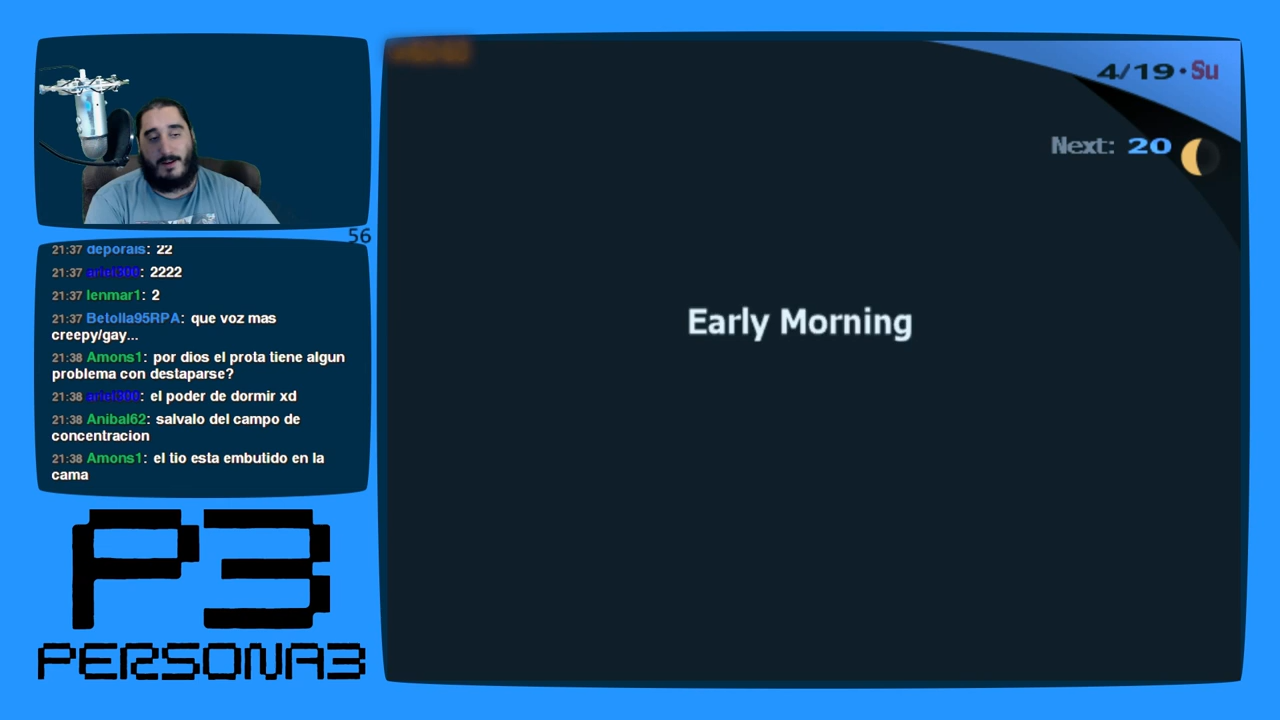 56
21:37 deporais: 22
21:37 : 2222
21:37 lenmar1: 2
21:37 Betolla95RPA: que voz mas
creepy/gay...
21:38 Amons1: por dios el prota tiene algun
problema con destaparse?
21:38 : el poder de dormir xd
21:38 Anibal62: salvalo del campo de
concentracion
21:38 Amons1: el tio esta embutido en la
cama
P3
PERSONA3
4/19·Su
Next: 20
Early Morning